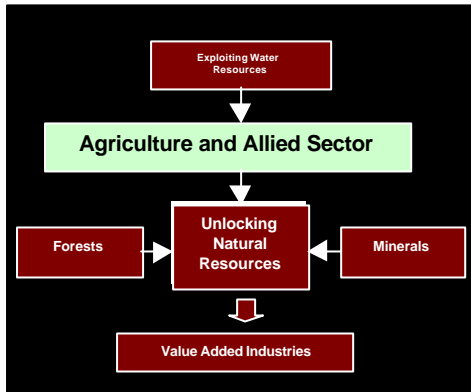 Exploiting Water
Resources
Agriculture and Allied Sector
Unlocking
Natural
Resources
Forests
Minerals
Value Added Industries